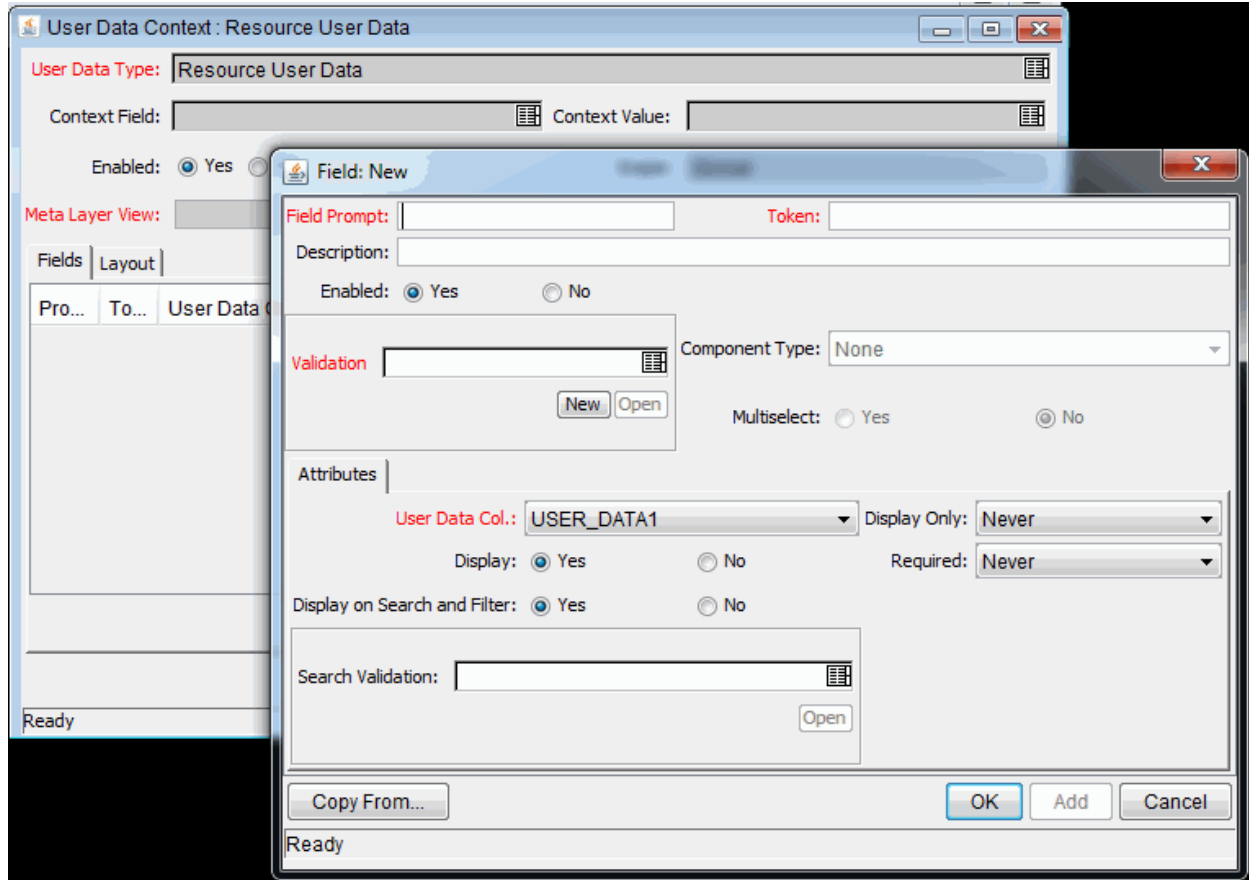 User Data Context : Resource User Data
User Data Type: Resource User Data
Context Field: Context Value:
Enabled: Yes
Meta Layer View:
Fields Layout
Pro... To... User Data
Ready
Field: New
Field Prompt: Token:
Description:
Enabled: Yes No
Validation
Component Type: None
New Open
Multiselect: Yes No
Attributes
User Data Col.: USER_DATA1 Display Only: Never
Display: Yes No Required: Never
Display on Search and Filter: Yes No
Search Validation:
Open
Copy From... OK Add Cancel
Ready